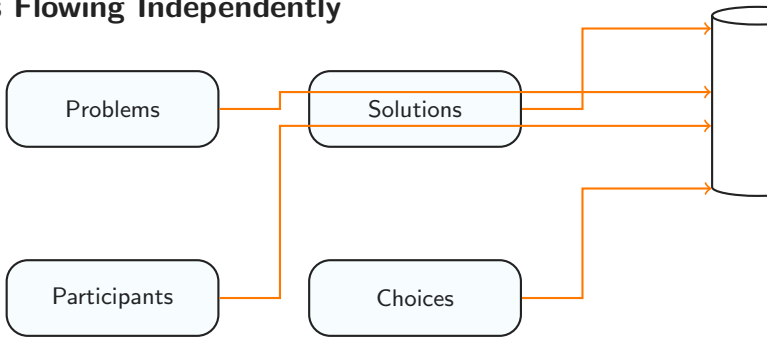 s Flowing Independently
Problems
Solutions
Participants
Choices